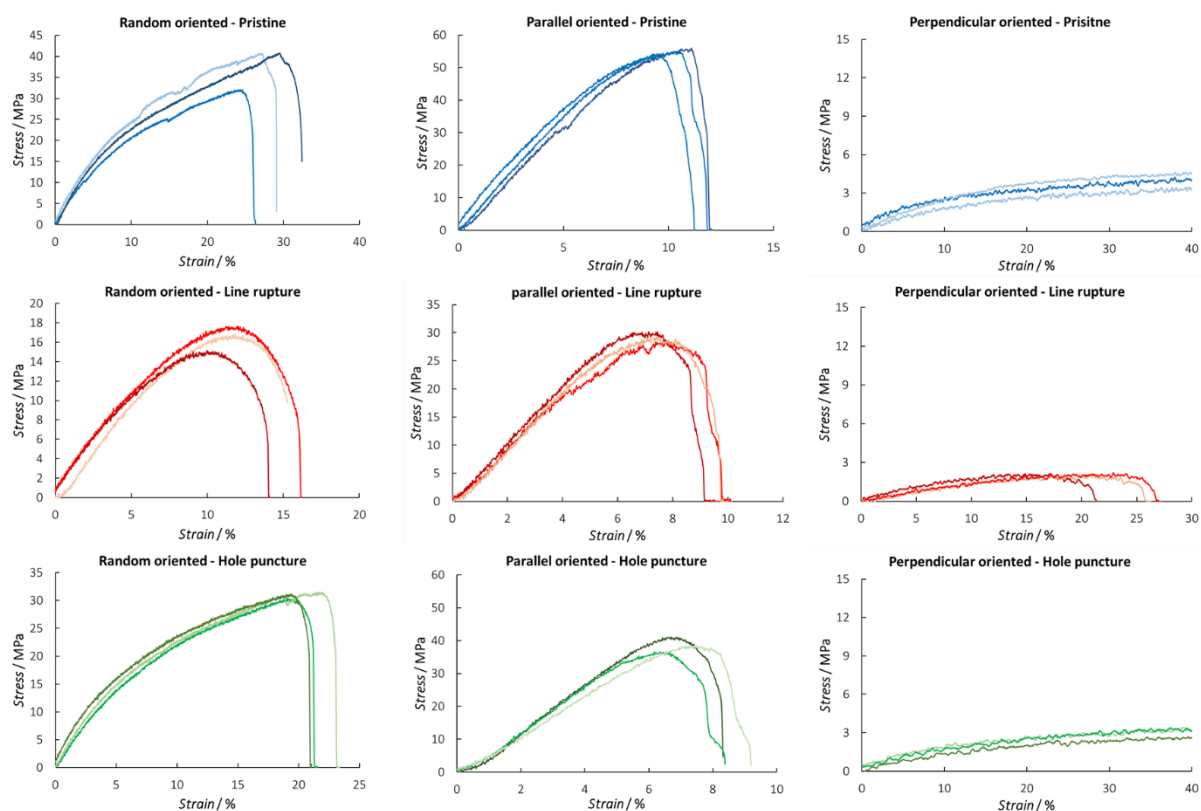 Random oriented - Pristine
45
40
35
30
25
20
15
10
5
0
Stress / MPa
0 10 20 30 40
Strain / %
Parallel oriented - Pristine
60
50
40
30
20
10
0
Stress / MPa
0 5 10 15
Strain / %
Perpendicular oriented - Prisitne
15
12
9
6
3
0
Stress / MPa
0 10 20 30 40
Strain / %
Random oriented - Line rupture
20
18
16
14
12
10
8
6
4
2
0
Stress / MPa
0 5 10 15 20
Strain / %
parallel oriented - Line rupture
35
30
25
20
15
10
5
0
Stress / MPa
0 2 4 6 8 10 12
Strain / %
Perpendicular oriented - Line rupture
15
12
9
6
3
0
Stress / MPa
0 5 10 15 20 25 30
Strain / %
Random oriented - Hole puncture
35
30
25
20
15
10
5
0
Stress / MPa
0 5 10 15 20 25
Strain / %
Parallel oriented - Hole puncture
60
50
40
30
20
10
0
Stress / MPa
0 2 4 6 8 10
Strain / %
Perpendicular oriented - Hole puncture
15
12
9
6
3
0
Stress / MPa
0 10 20 30 40
Strain / %